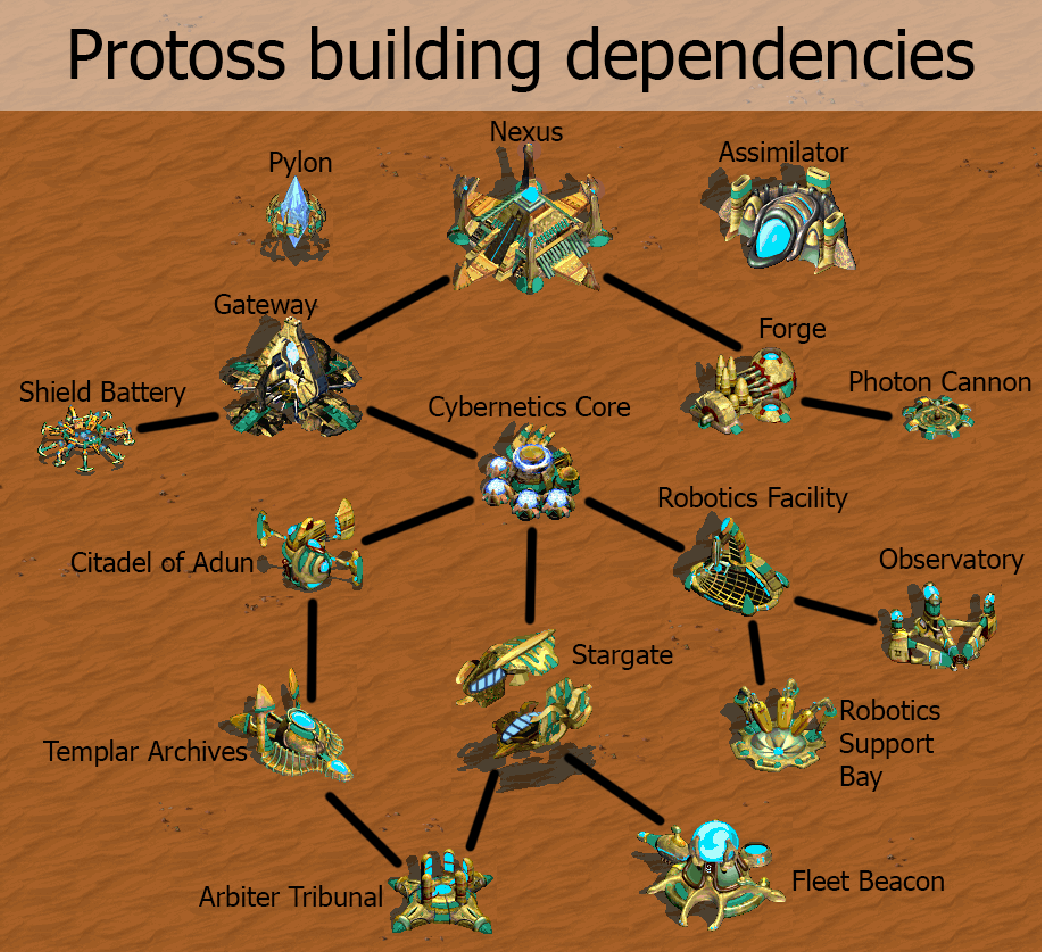 Protoss building dependencies
Nexus
Pylon
Assimilator
Gateway
Forge
Shield Battery
Photon Cannon
Cybernetics Core
Robotics Facility
Citadel of Adun
Observatory
Stargate
Templar Archives
Robotics
Support
Bay
Arbiter Tribunal
Fleet Beacon